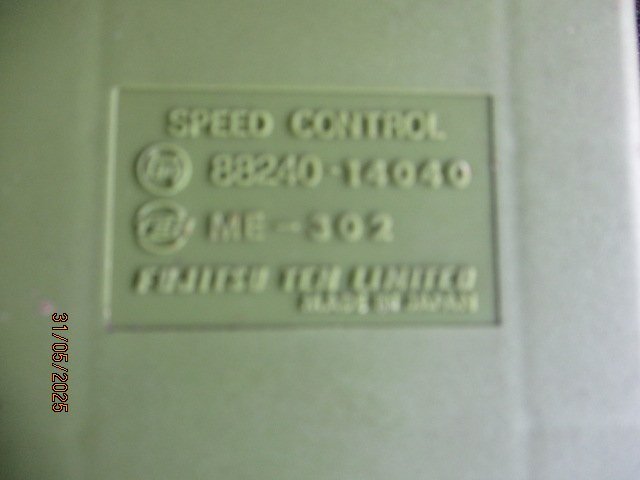 SPEED CONTROL
88240-14040
ME-302
FUJITSU TEN LIMITED
MADE IN JAPAN
31/05/2025